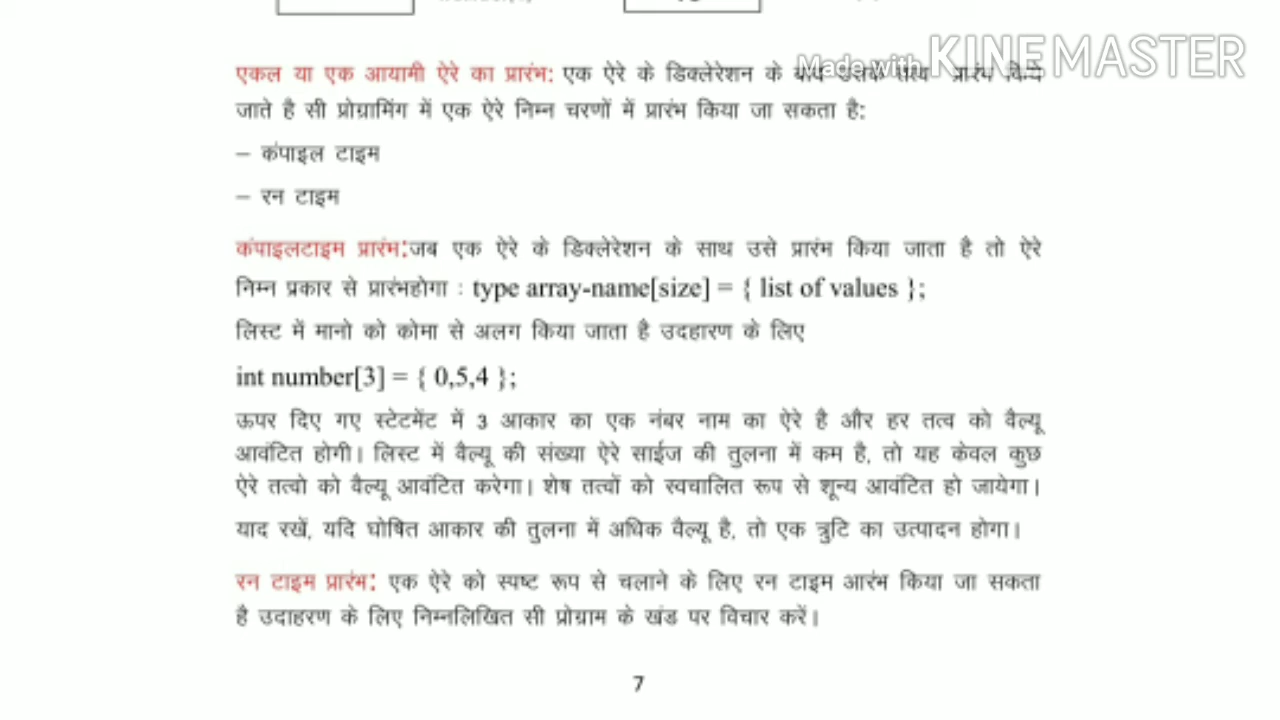 Made with KINEMASTER
एकल या एक आयामी ऐरे का प्रारंभ: एक ऐरे के डिक्लेरेशन के उसके तत्व प्रारंभ किये
जाते है सी प्रोग्रामिंग में एक ऐरे निम्न चरणों में प्रारंभ किया जा सकता है:
– कंपाइल टाइम
– रन टाइम
कंपाइलटाइम प्रारंभ:जब एक ऐरे के डिक्लेरेशन के साथ उसे प्रारंभ किया जाता है तो ऐरे
निम्न प्रकार से प्रारंभहोगा : type array-name[size] = { list of values };
लिस्ट में मानो को कोमा से अलग किया जाता है उदहारण के लिए
int number[3] = { 0,5,4 };
ऊपर दिए गए स्टेटमेंट में 3 आकार का एक नंबर नाम का ऐरे है और हर तत्व को वैल्यू
आवंटित होगी। लिस्ट में वैल्यू की संख्या ऐरे साईज की तुलना में कम है, तो यह केवल कुछ
ऐरे तत्वो को वैल्यू आवंटित करेगा। शेष तत्वों को स्वचालित रूप से शून्य आवंटित हो जायेगा।
याद रखें, यदि घोषित आकार की तुलना में अधिक वैल्यू है, तो एक त्रुटि का उत्पादन होगा।
रन टाइम प्रारंभ: एक ऐरे को स्पष्ट रूप से चलाने के लिए रन टाइम आरंभ किया जा सकता
है उदाहरण के लिए निम्नलिखित सी प्रोग्राम के खंड पर विचार करें।
7